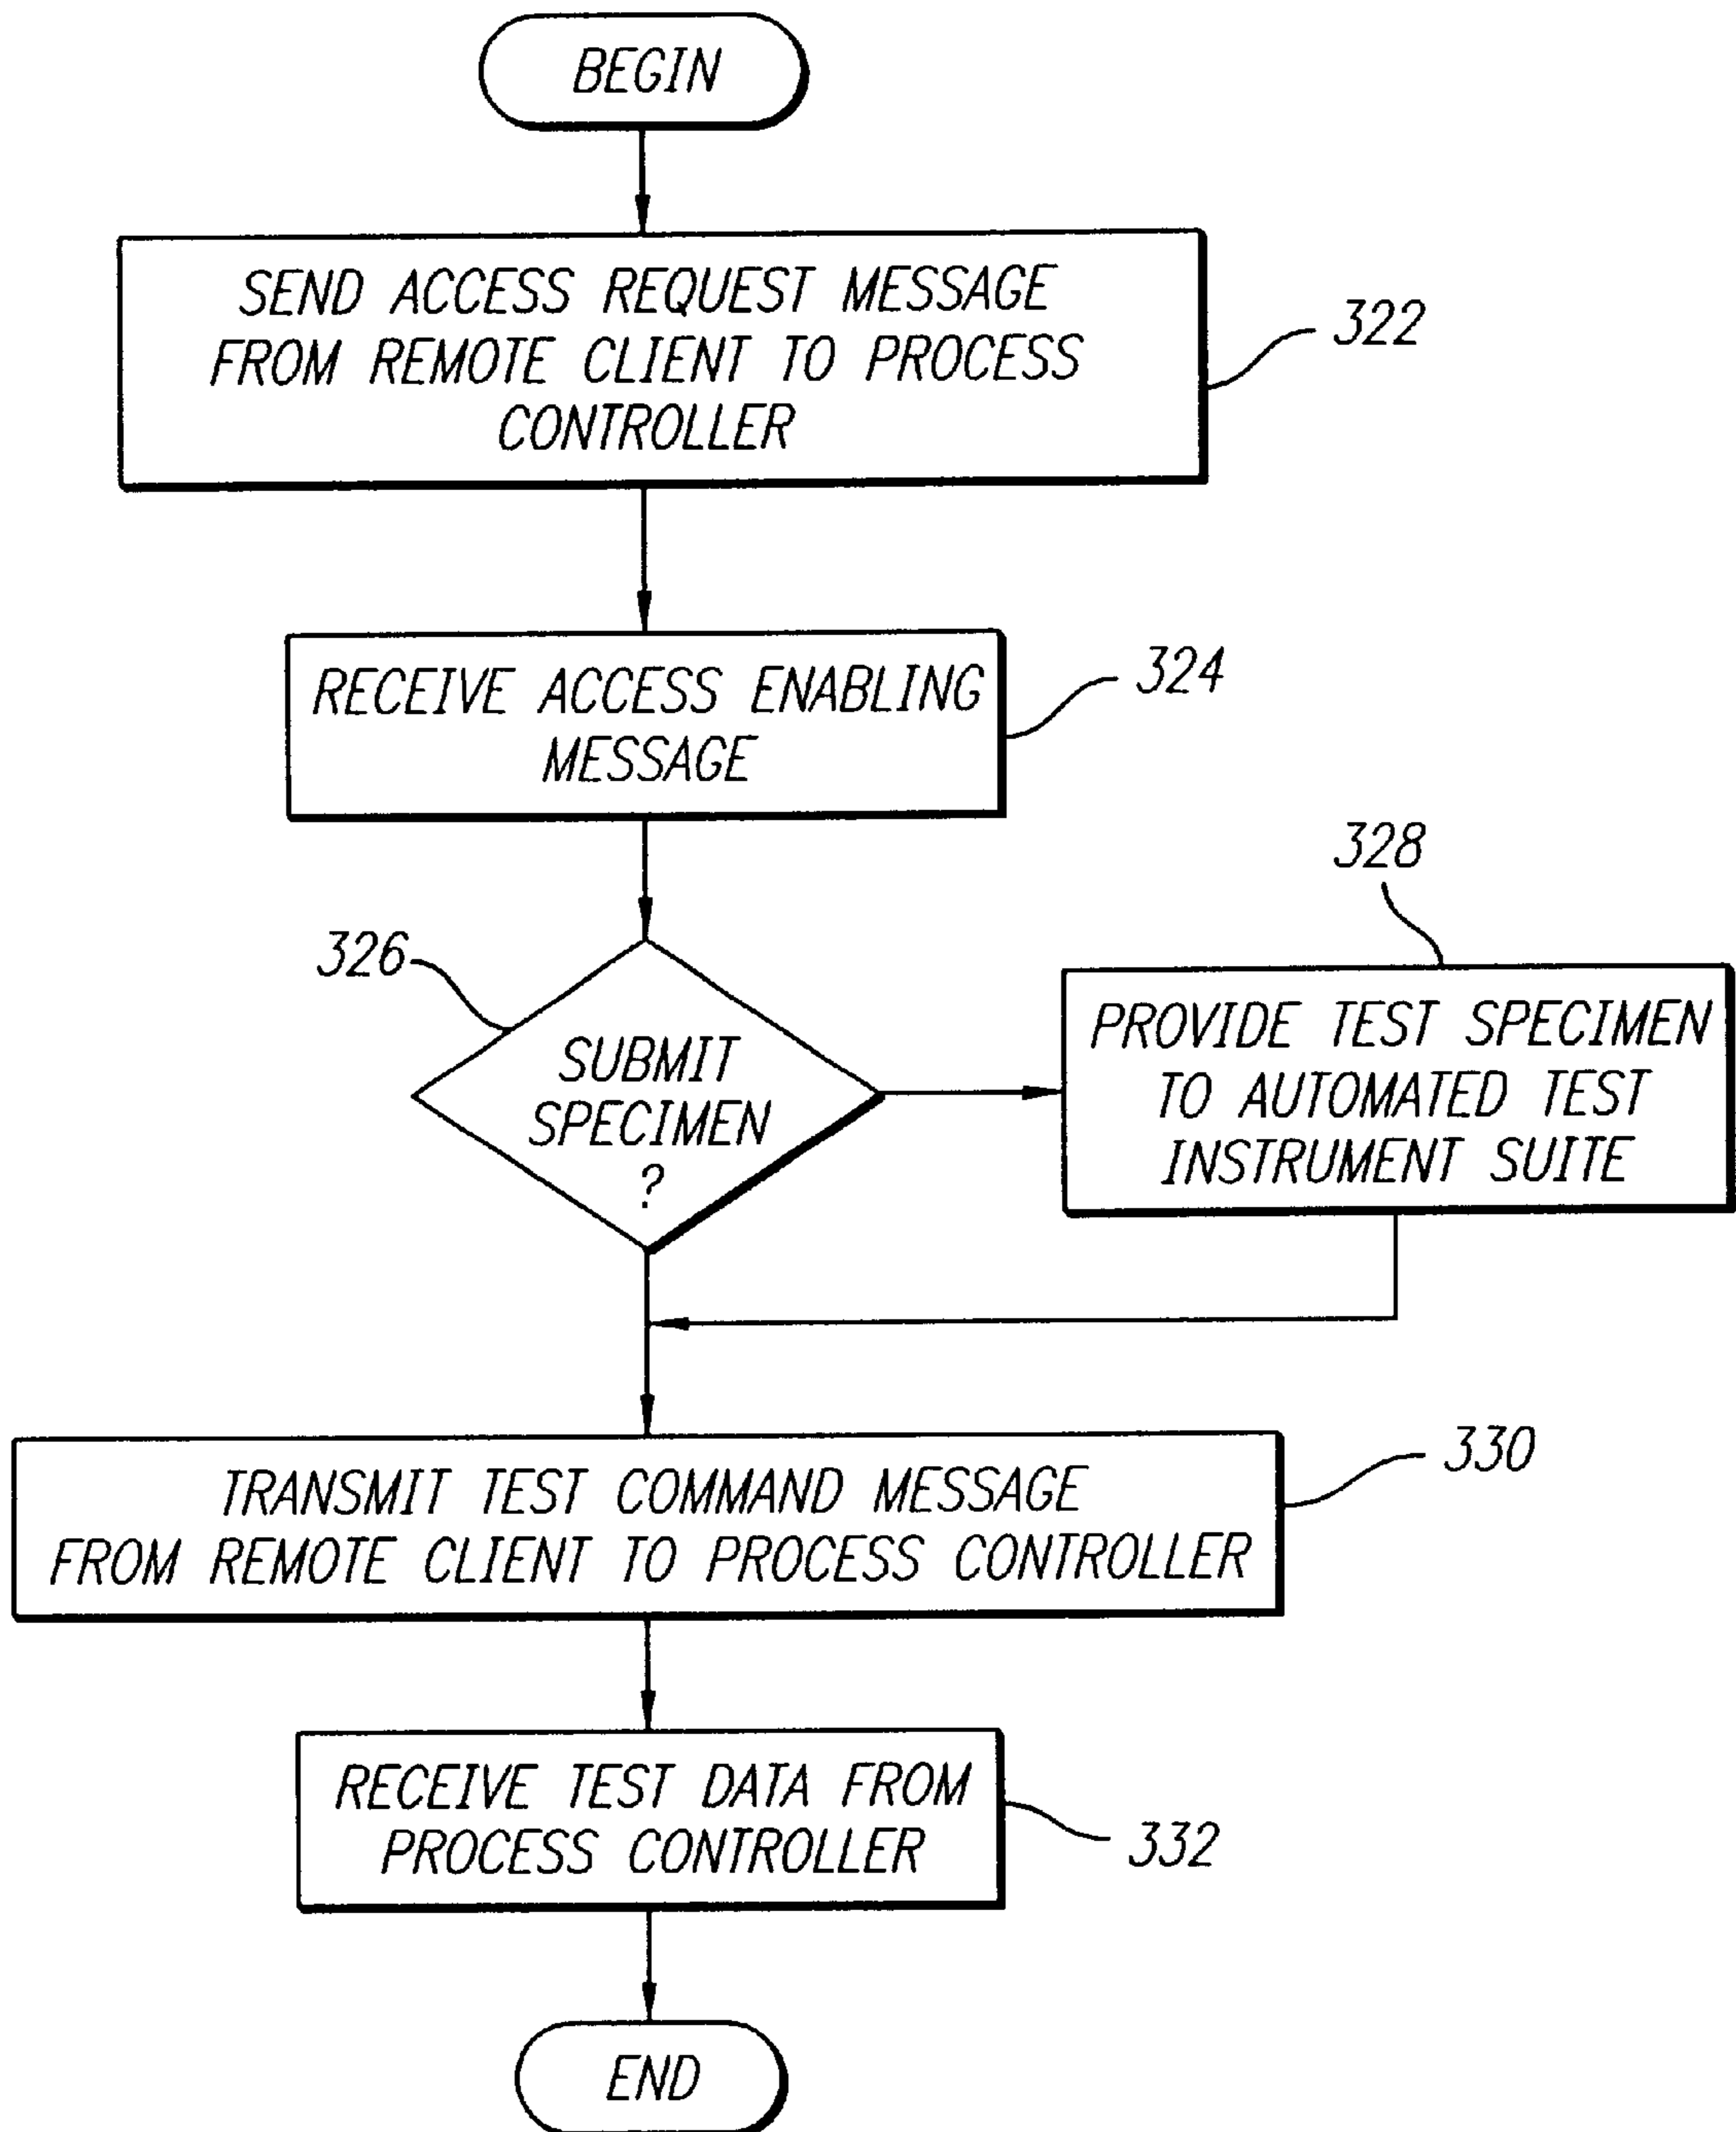 BEGIN
SEND ACCESS REQUEST MESSAGE
FROM REMOTE CLIENT TO PROCESS
CONTROLLER
322
RECEIVE ACCESS ENABLING
MESSAGE
324
326
SUBMIT
SPECIMEN
?
328
PROVIDE TEST SPECIMEN
TO AUTOMATED TEST
INSTRUMENT SUITE
TRANSMIT TEST COMMAND MESSAGE
FROM REMOTE CLIENT TO PROCESS CONTROLLER
330
RECEIVE TEST DATA FROM
PROCESS CONTROLLER
332
END